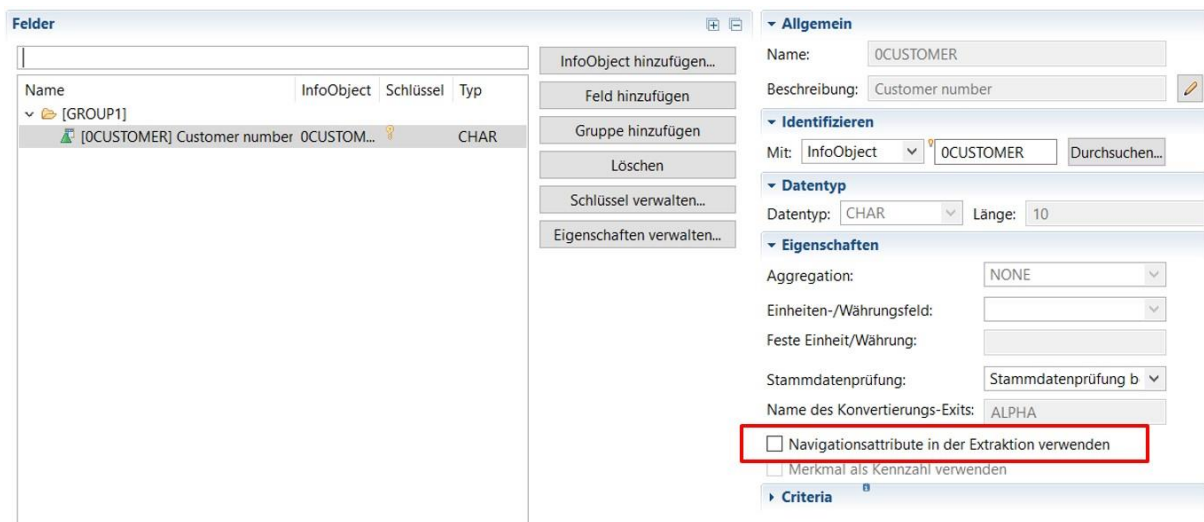 Felder
Name InfoObject Schlüssel Typ
[GROUP1]
[0CUSTOMER] Customer number 0CUSTOM... CHAR
InfoObject hinzufügen...
Feld hinzufügen
Gruppe hinzufügen
Löschen
Schlüssel verwalten...
Eigenschaften verwalten...
Allgemein
Name: 0CUSTOMER
Beschreibung: Customer number
Identifizieren
Mit: InfoObject 0CUSTOMER Durchsuchen...
Datentyp
Datentyp: CHAR Länge: 10
Eigenschaften
Aggregation: NONE
Einheiten-/Währungsfeld:
Feste Einheit/Währung:
Stammdatenprüfung: Stammdatenprüfung b
Name des Konvertierungs-Exits: ALPHA
Navigationsattribute in der Extraktion verwenden
Merkmal als Kennzahl verwenden
Criteria